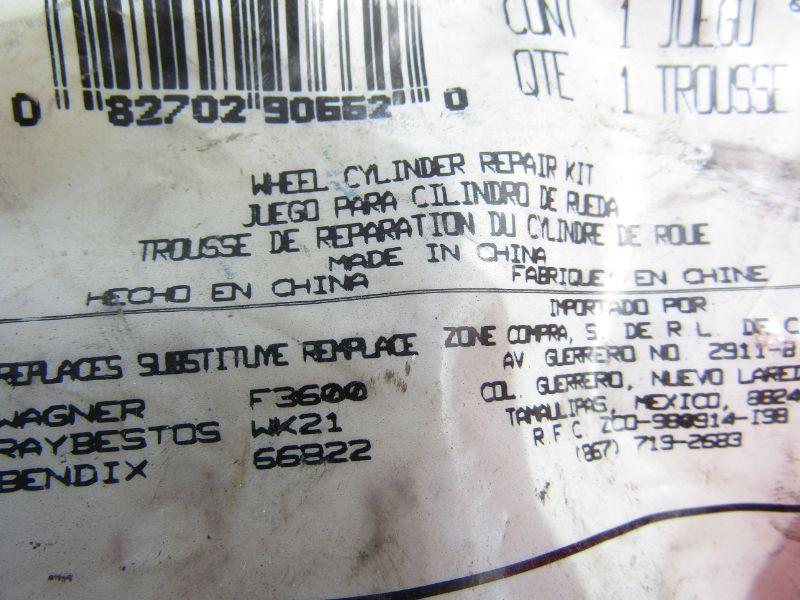 CONT 1 JUEGO
QTE 1 TROUSSE
0 82702 90662 0
WHEEL CYLINDER REPAIR KIT
JUEGO PARA CILINDRO DE RUEDA
TROUSSE DE REPARATION DU CYLINDRE DE ROUE
MADE IN CHINA
HECHO EN CHINA FABRIQUE' EN CHINE
REPLACES SUBSTITUYE REMPLACE
WAGNER F3600
RAYBESTOS WK21
BENDIX 66822
IMPORTADO POR:
ZONE COMPRA, S. DE R.L. DE C
AV GUERRERO NO. 2911-B
COL. GUERRERO, NUEVO LARED
TAMAULIPAS, MEXICO, 8824
R.F.C. ZCO-980914-I98
(867) 719-2683